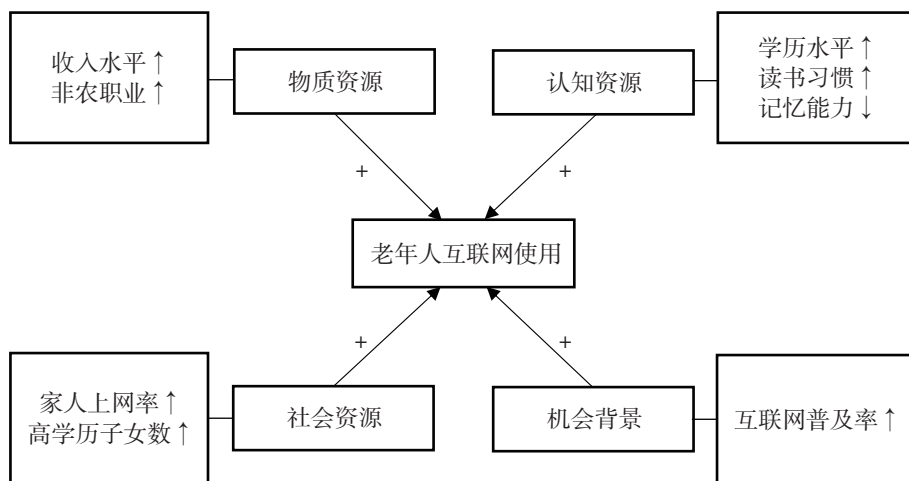 收入水平↑
非农职业↑
物质资源
认知资源
学历水平↑
读书习惯↑
记忆能力↓
+
+
老年人互联网使用
+
+
家人上网率↑
高学历子女数↑
社会资源
机会背景
互联网普及率↑